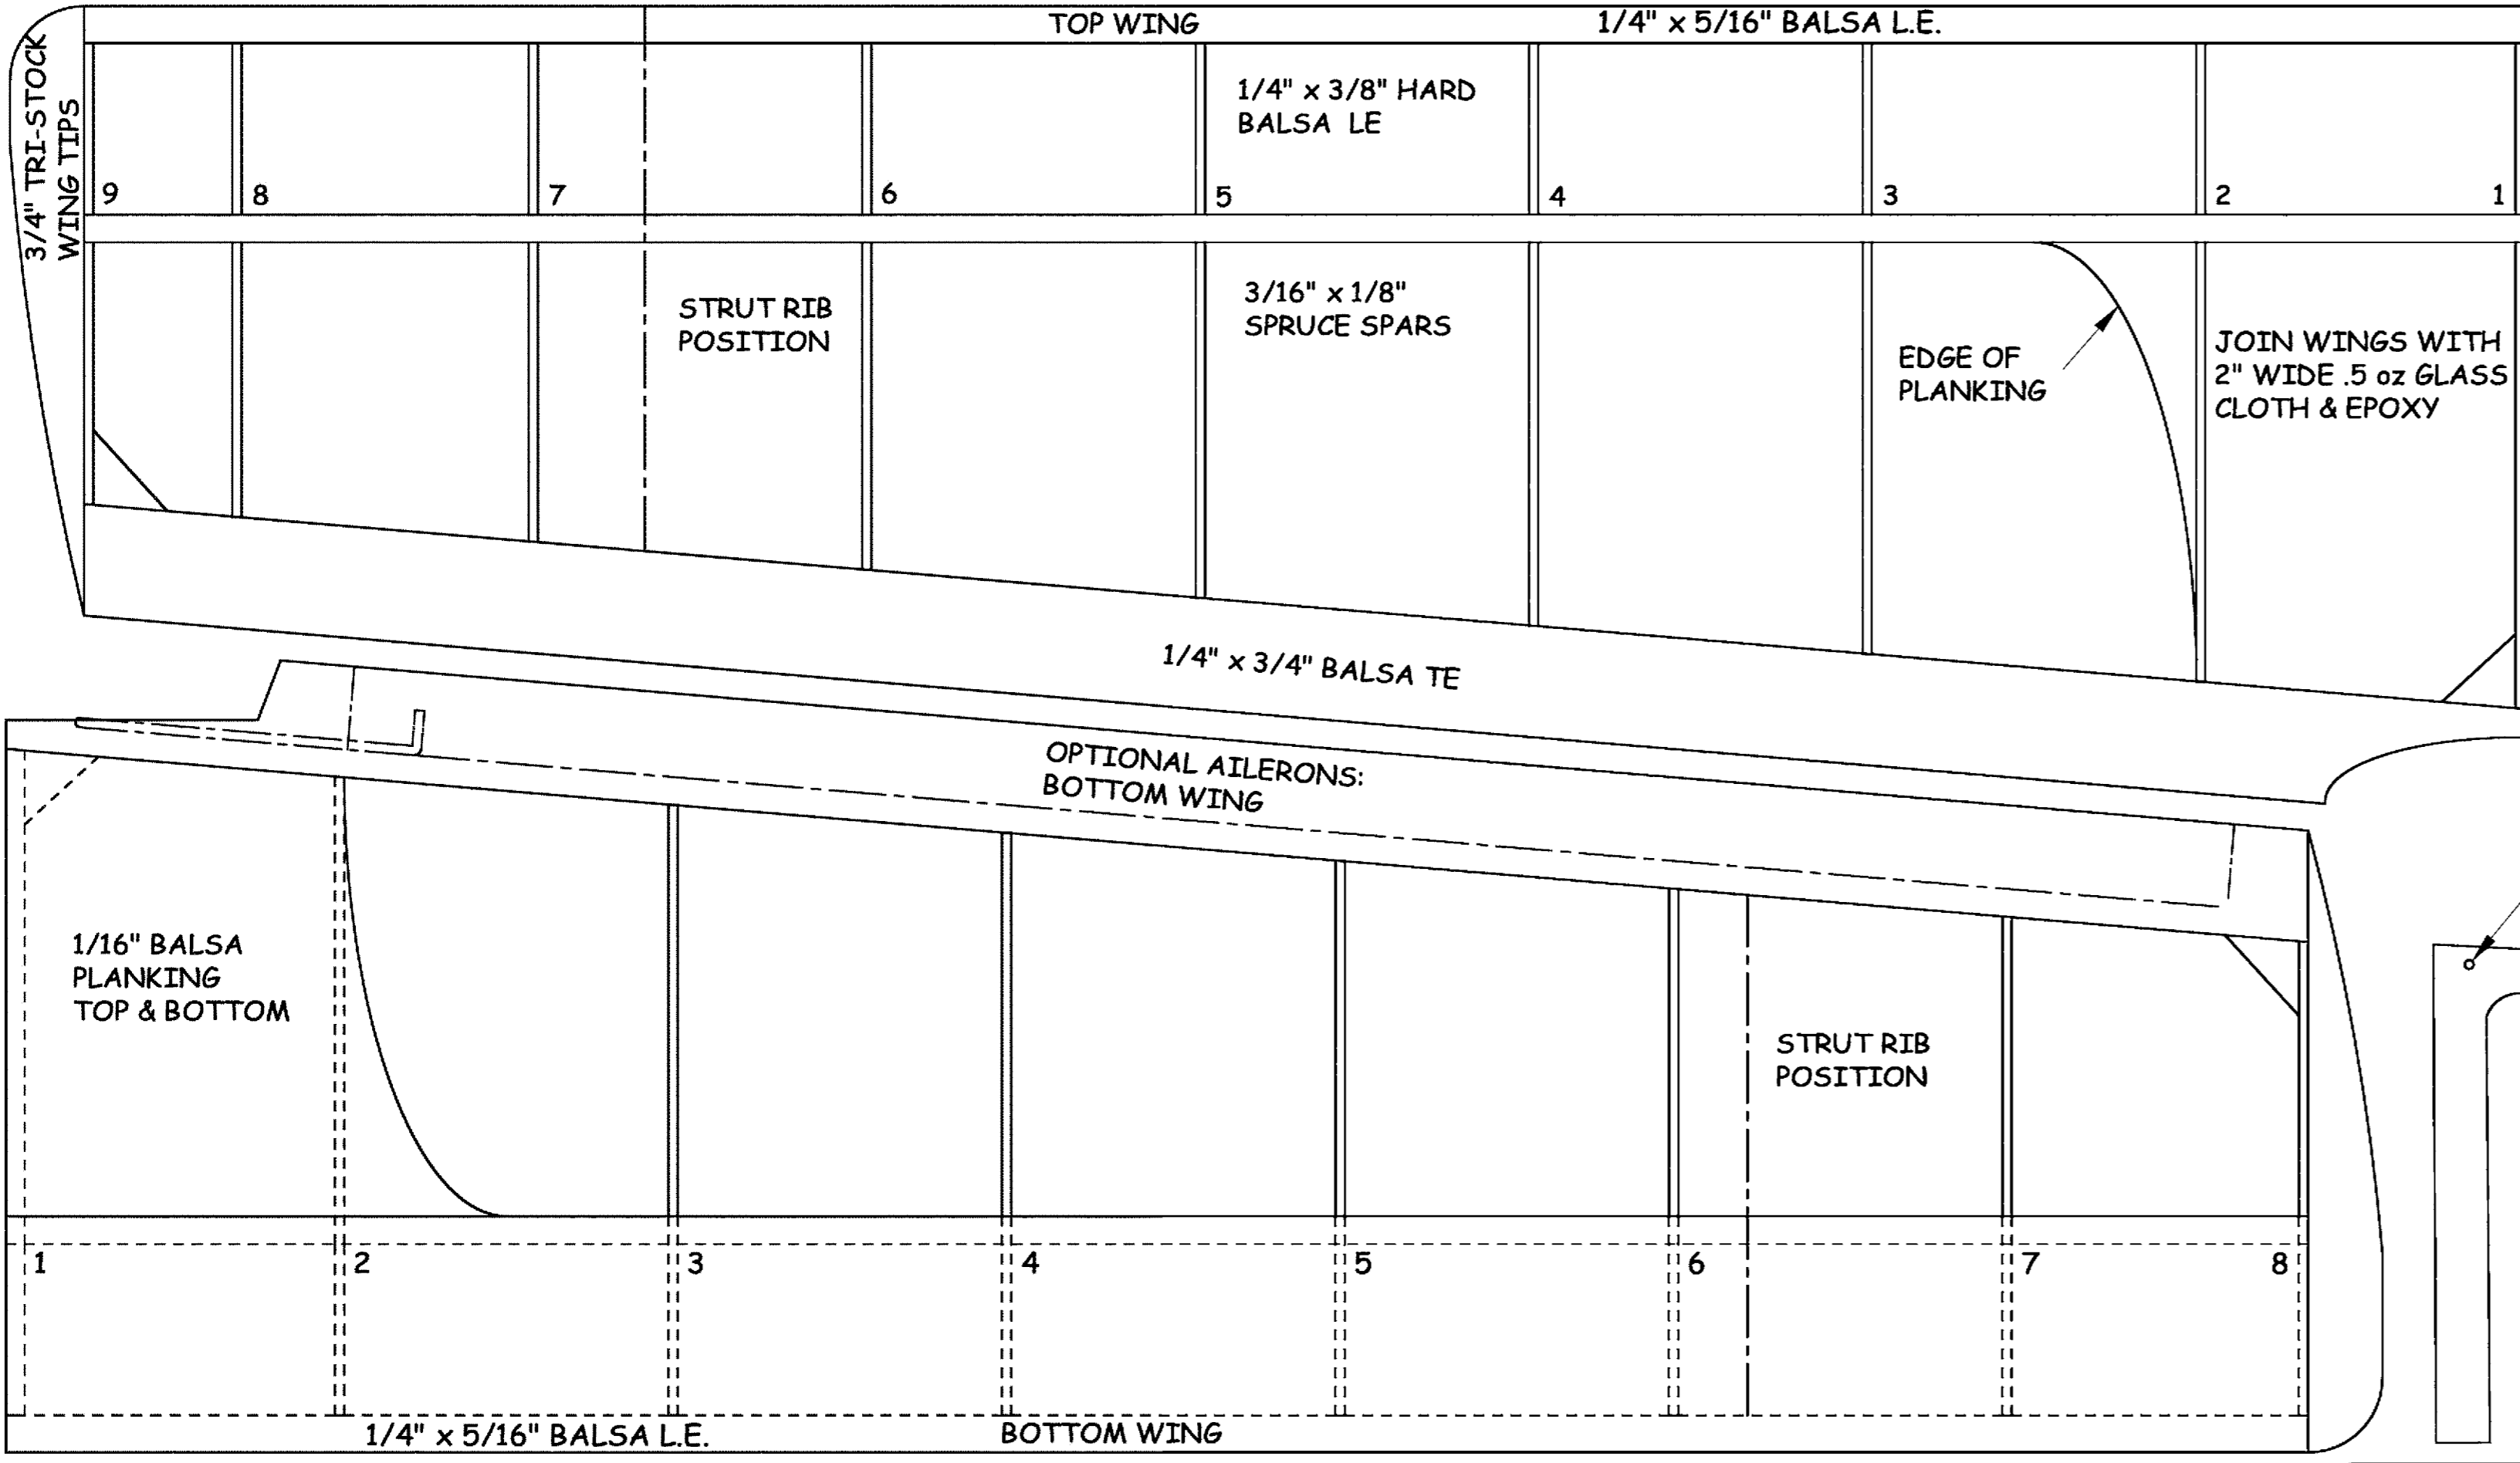 TOP WING
1/4" x 5/16" BALSA L.E.
3/4" TRI-STOCK
WING TIPS
1/4" x 3/8" HARD
BALSA LE
9
8
7
6
5
4
3
2
1
STRUT RIB
POSITION
3/16" x 1/8"
SPRUCE SPARS
EDGE OF
PLANKING
JOIN WINGS WITH
2" WIDE .5 oz GLASS
CLOTH & EPOXY
1/4" x 3/4" BALSA TE
OPTIONAL AILERONS:
BOTTOM WING
1/16" BALSA
PLANKING
TOP & BOTTOM
STRUT RIB
POSITION
1
2
3
4
5
6
7
8
1/4" x 5/16" BALSA L.E.
BOTTOM WING